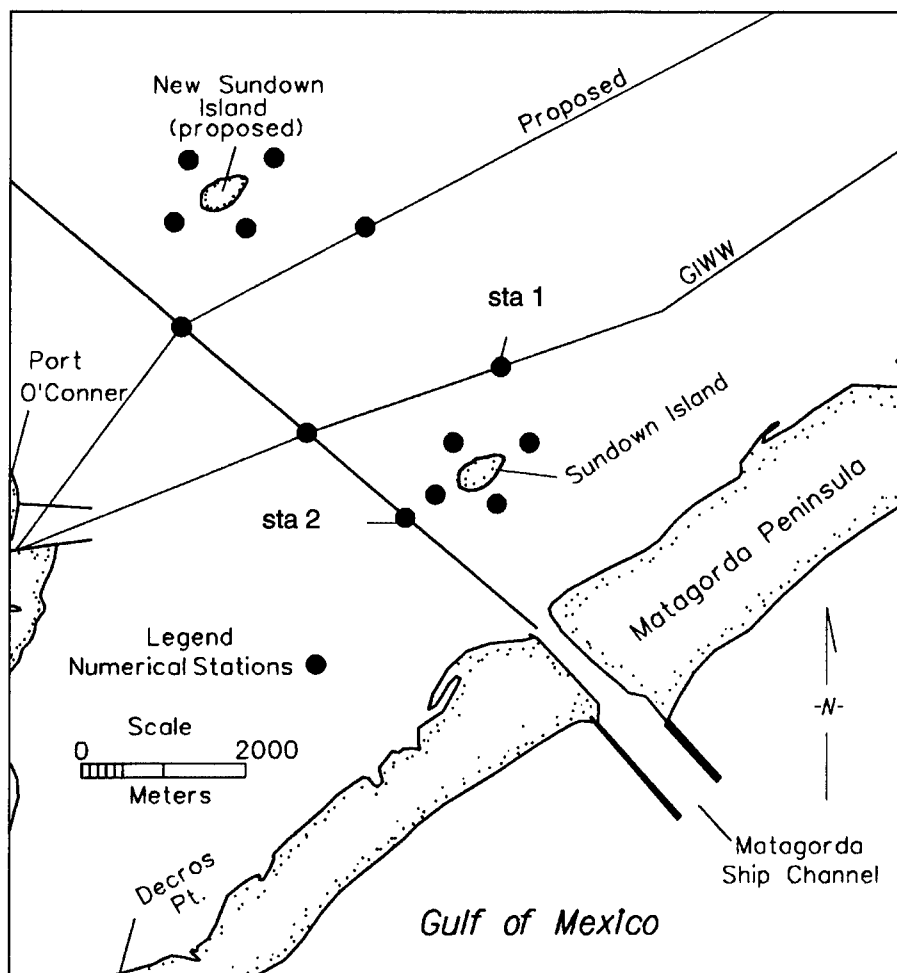 New Sundown
Island
(proposed)
Proposed
GIWW
sta 1
Port
O'Conner
Sundown Island
sta 2
Matagorda Peninsula
Legend
Numerical Stations
Scale
0 2000
Meters
-N-
Matagorda
Ship Channel
Decros
Pt.
Gulf of Mexico